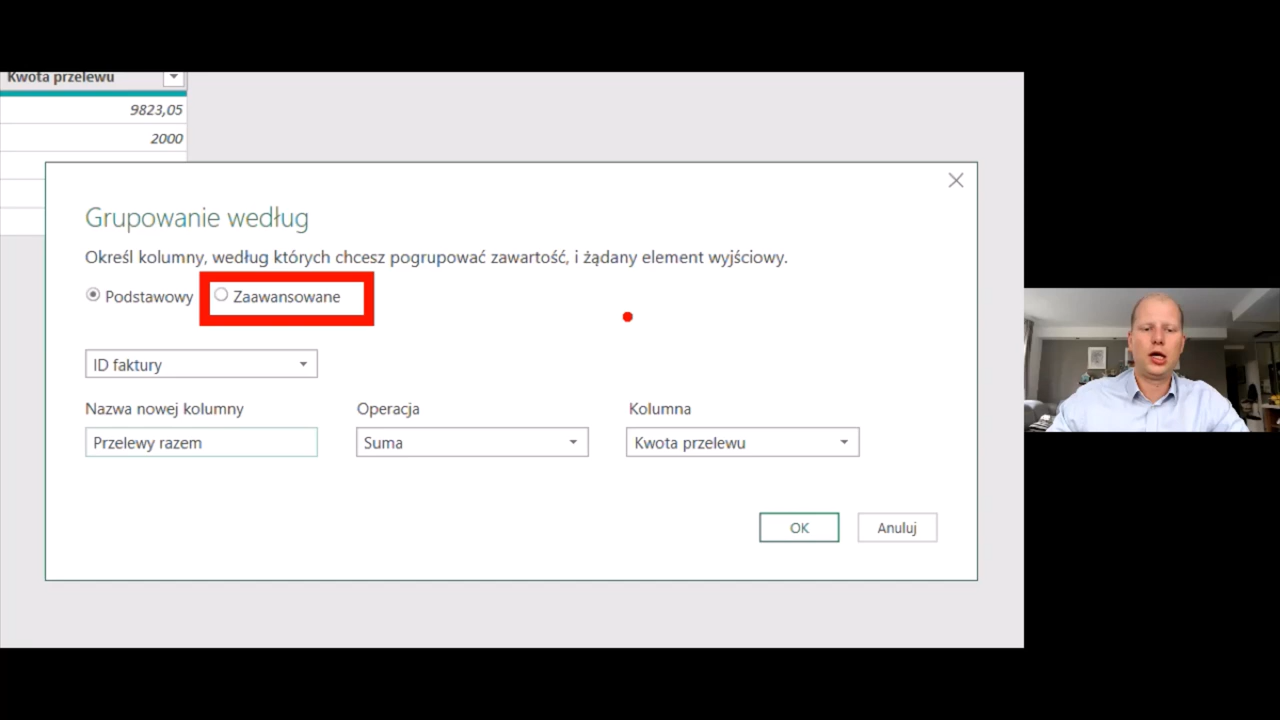 Kwota przelewu
9823,05
2000
Grupowanie według
Określ kolumny, według których chcesz pogrupować zawartość, i żądany element wyjściowy.
Podstawowy Zaawansowane
ID faktury
Nazwa nowej kolumny Operacja Kolumna
Przelewy razem Suma Kwota przelewu
OK Anuluj